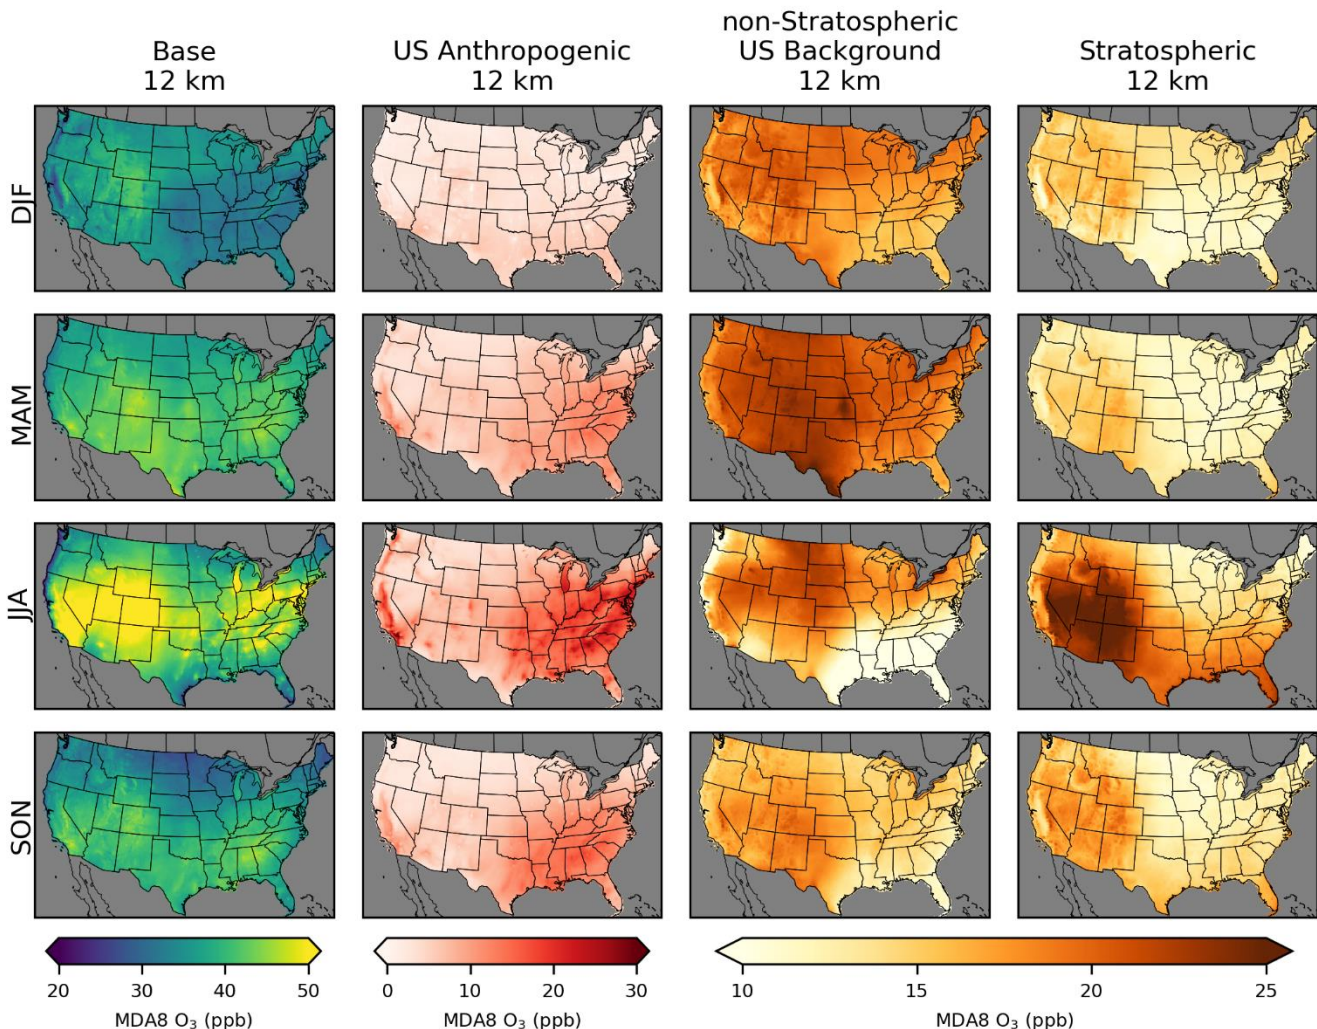 Base
12 km
US Anthropogenic
12 km
non-Stratospheric
US Background
12 km
Stratospheric
12 km
DJF
MAM
JJA
SON
20 30 40 50
MDA8 O₃ (ppb)
0 10 20 30
MDA8 O₃ (ppb)
10 15 20 25
MDA8 O₃ (ppb)